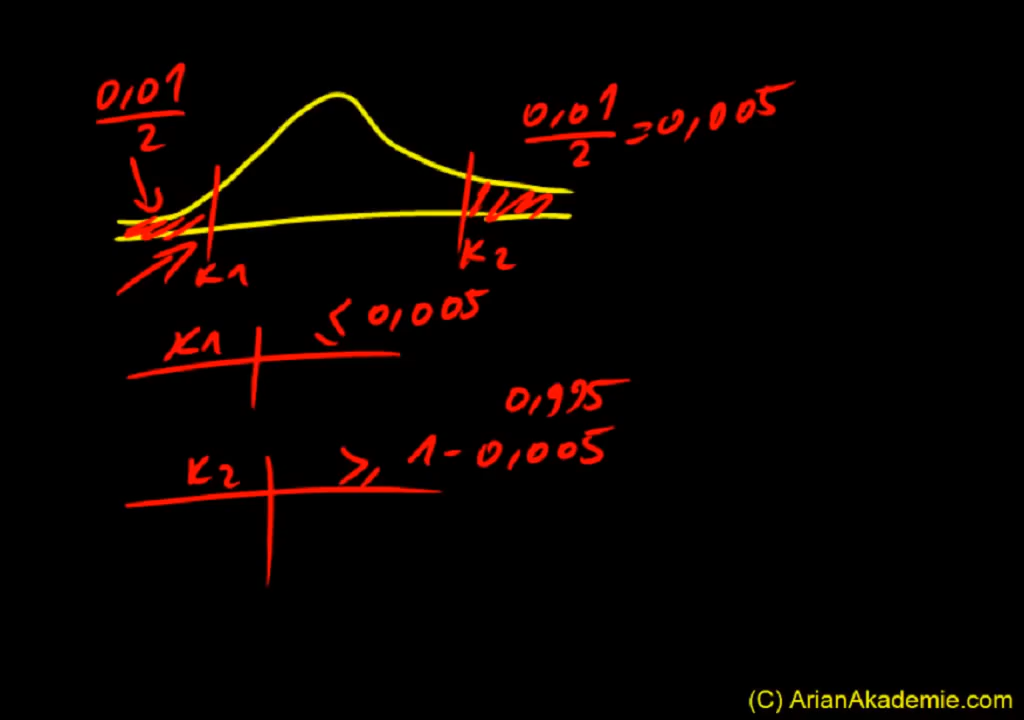 0,01
2
0,01
2
=0,005
K1
K2
K1
≤ 0,005
0,995
K2
≥ 1-0,005
(C) ArianAkademie.com